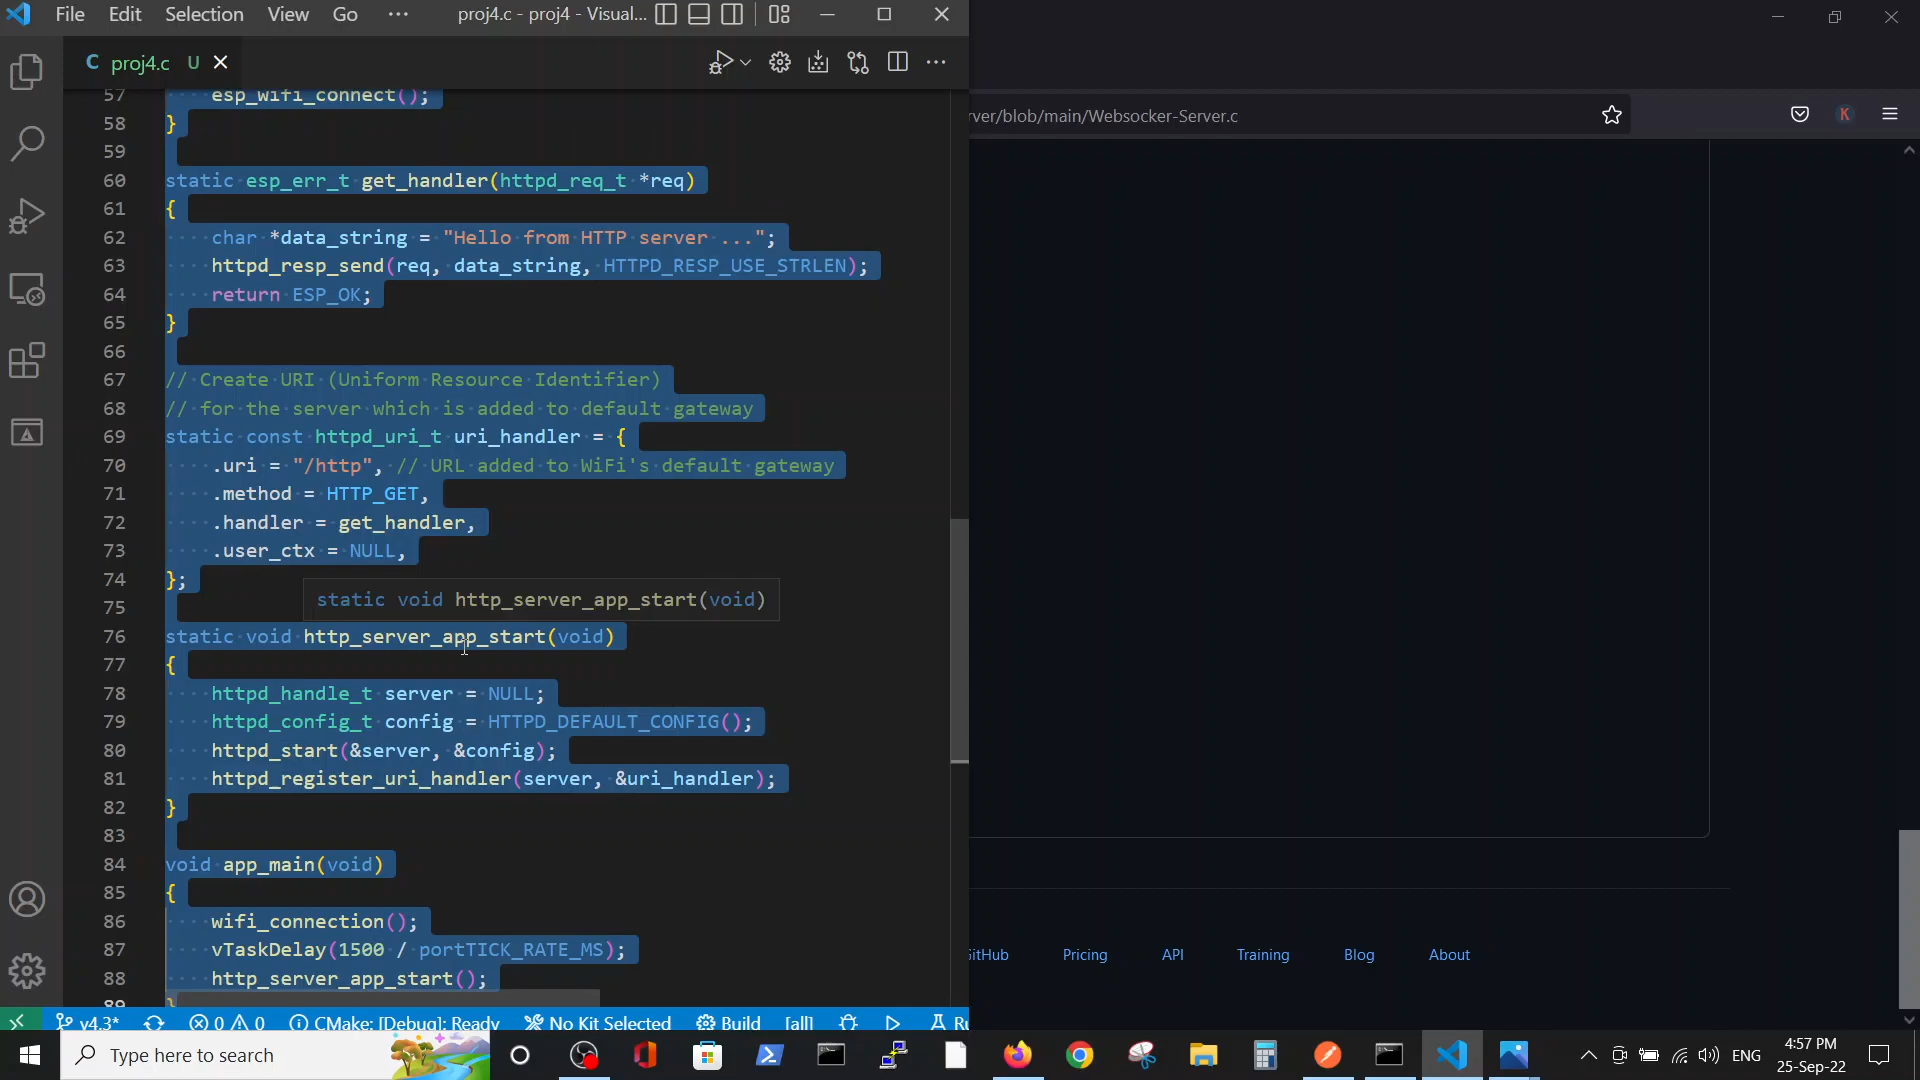 File Edit Selection View Go ··· proj4.c - proj4 - Visual...
C proj4.c U
rver/blob/main/Websocker-Server.c
K
57 esp_wifi_connect();
58 }
59
60 static esp_err_t get_handler(httpd_req_t *req)
61 {
62 char *data_string = "Hello from HTTP server ...";
63 httpd_resp_send(req, data_string, HTTPD_RESP_USE_STRLEN);
64 return ESP_OK;
65 }
66
67 // Create URI (Uniform Resource Identifier)
68 // for the server which is added to default gateway
69 static const httpd_uri_t uri_handler = {
70 .uri = "/http", // URL added to WiFi's default gateway
71 .method = HTTP_GET,
72 .handler = get_handler,
73 .user_ctx = NULL,
74 };
75 static void http_server_app_start(void)
76 static void http_server_app_start(void)
77 {
78 httpd_handle_t server = NULL;
79 httpd_config_t config = HTTPD_DEFAULT_CONFIG();
80 httpd_start(&server, &config);
81 httpd_register_uri_handler(server, &uri_handler);
82 }
83
84 void app_main(void)
85 {
86 wifi_connection();
87 vTaskDelay(1500 / portTICK_RATE_MS);
88 http_server_app_start();
89 }
GitHub Pricing API Training Blog About
v4.3* 0 0 CMake: [Debug]: Ready No Kit Selected Build [all] Ru
Type here to search
ENG
4:57 PM
25-Sep-22